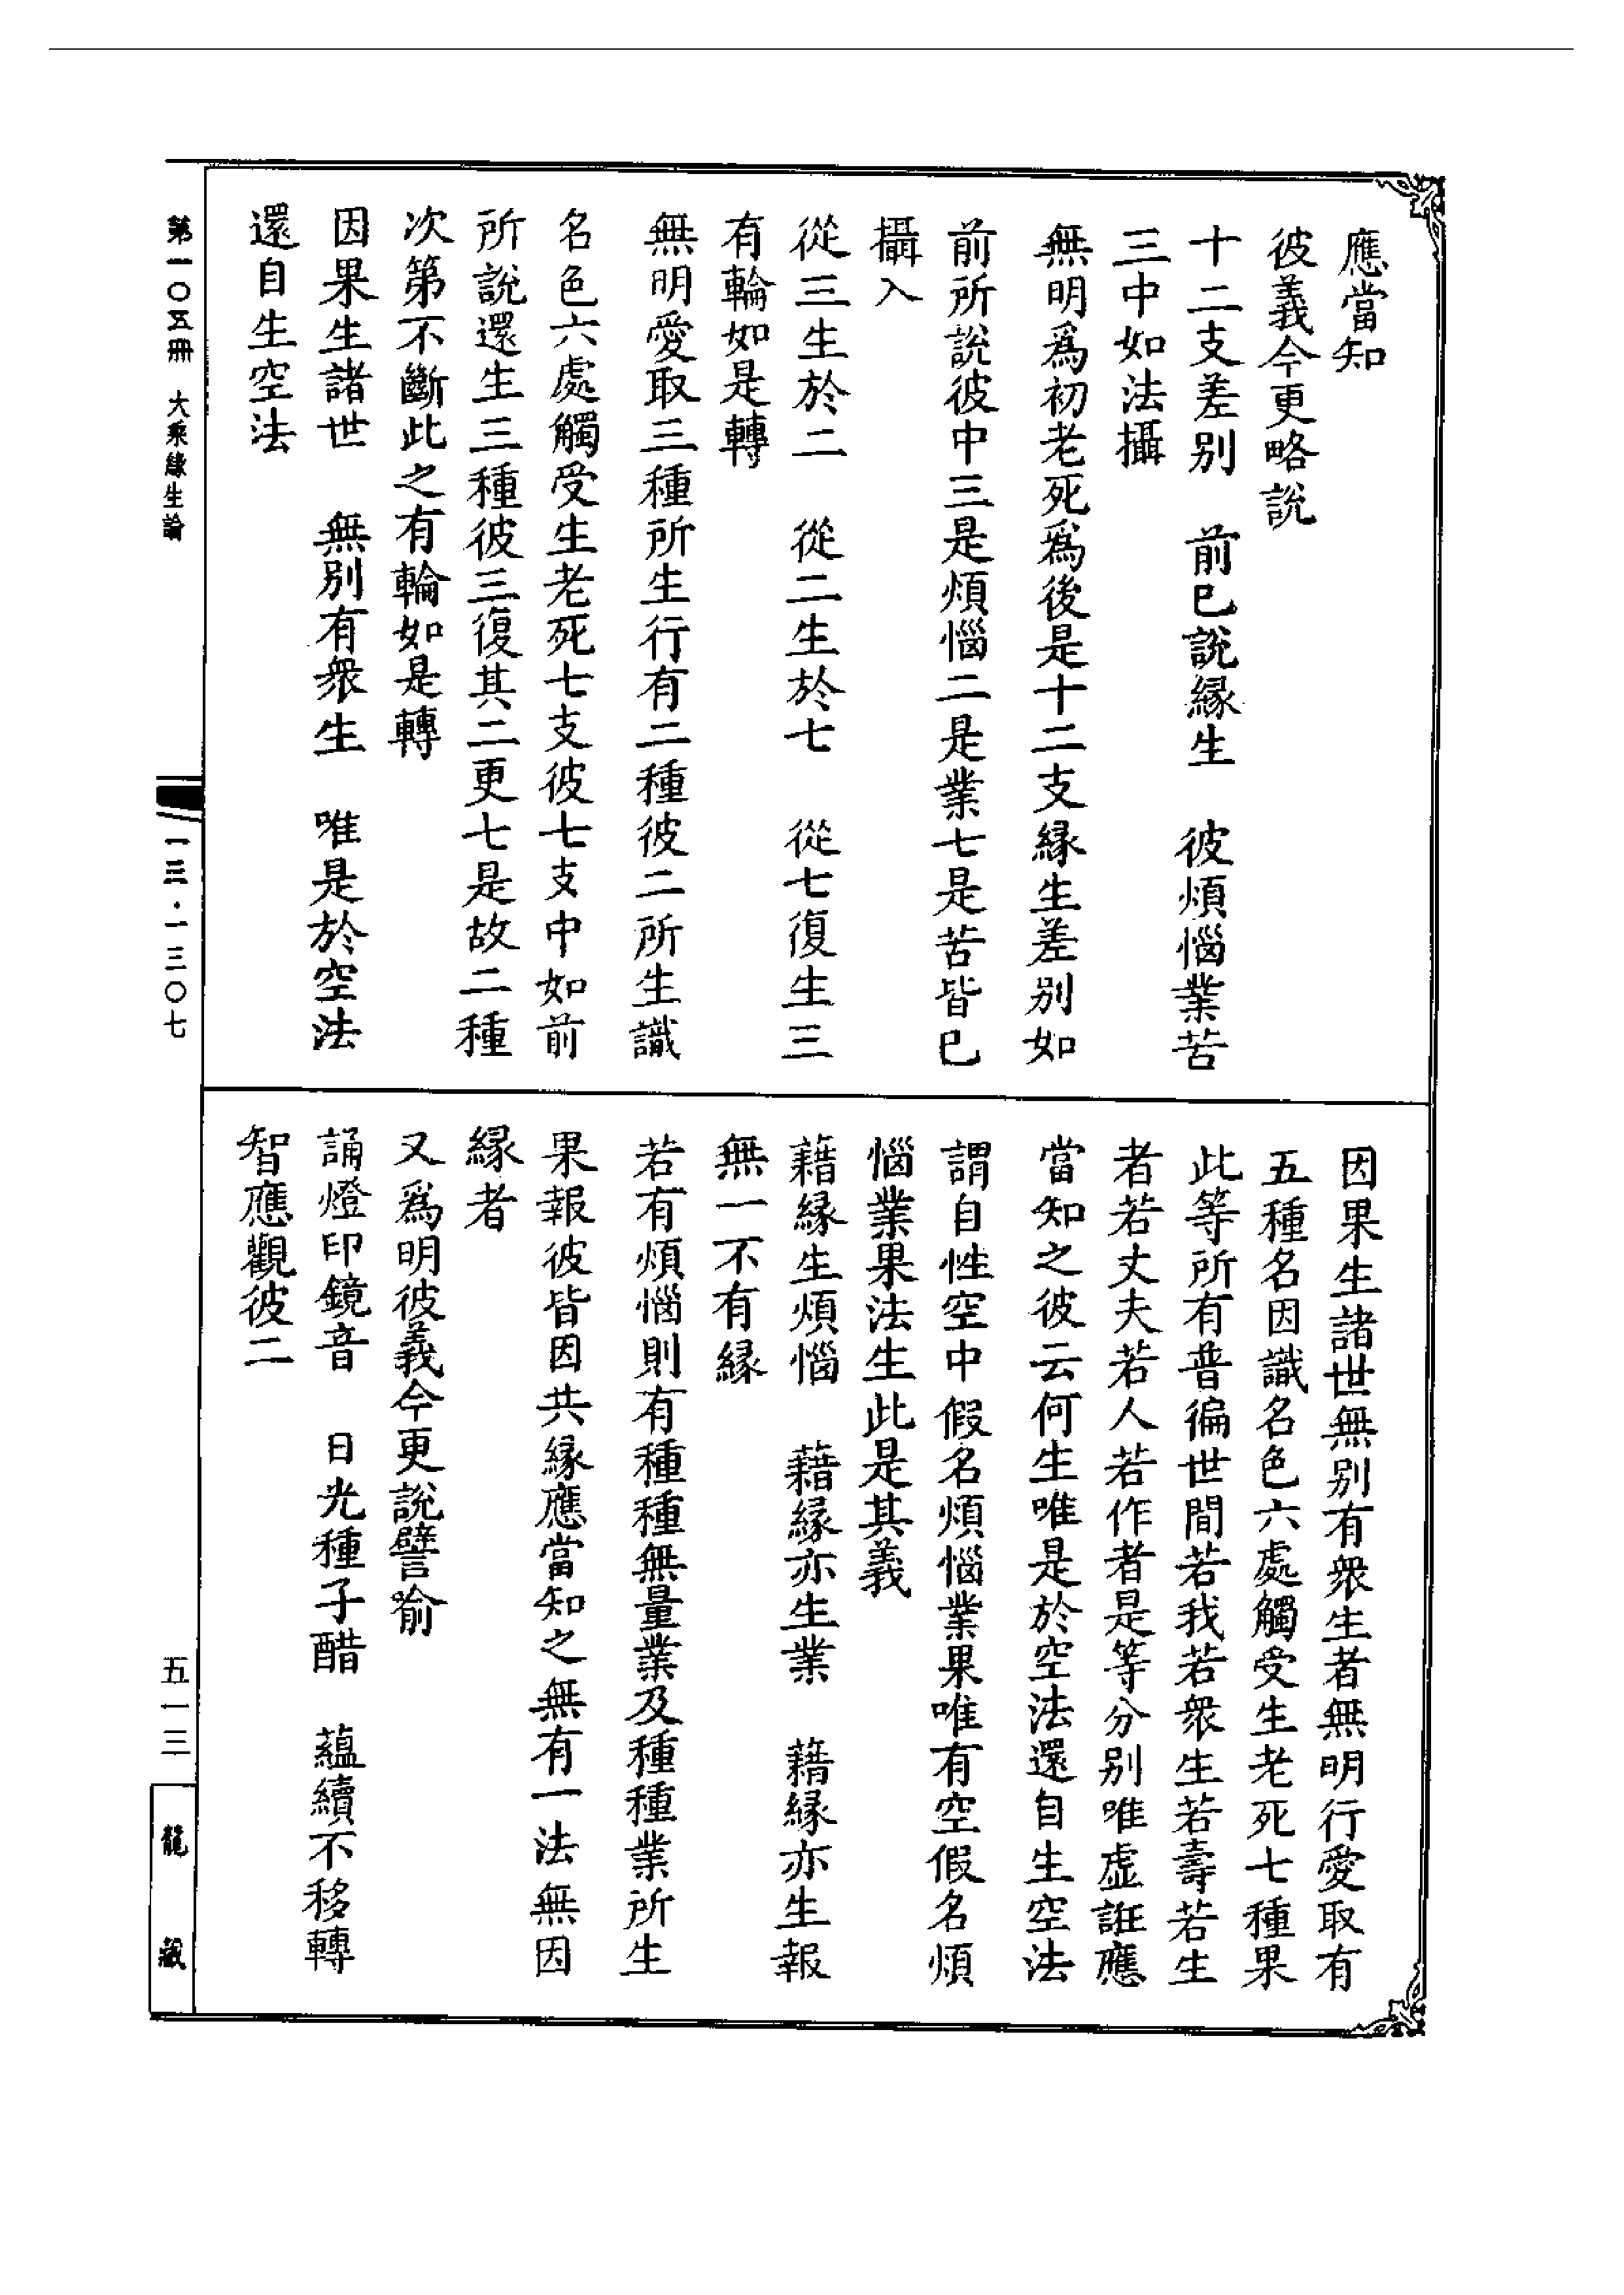 應當知
彼義今更略說
十二支差别　前已說縁生　彼煩惱業苦
三中如法攝
無明爲初老死爲後是十二支縁生差别如
前所說彼中三是煩惱二是業七是苦皆已
攝入
從三生於二　從二生於七　從七復生三
有輪如是轉
無明愛取三種所生行有二種彼二所生識
名色六處觸受生老死七支彼七支中如前
所說還生三種彼三復其二更七是故二種
次第不斷此之有輪如是轉
因果生諸世　無别有衆生　唯是於空法
還自生空法
因果生諸世無别有衆生者無明行愛取有
五種名因識名色六處觸受生老死七種果
此等所有普徧世間若我若衆生若壽若生
者若丈夫若人若作者是等分别唯虛誑應
當知之彼云何生唯是於空法還自生空法
謂自性空中假名煩惱業果唯有空假名煩
惱業果法生此是其義
藉縁生煩惱　藉縁亦生業　藉縁亦生報
無一不有縁
若有煩惱則有種種無量業及種種業所生
果報彼皆因共縁應當知之無有一法無因
縁者
又爲明彼義今更說譬喻
誦燈印鏡音　日光種子醋　蘊續不移轉
智應觀彼二
第一〇五冊　大乘緣生論
一三·一三〇七
五一三
龍藏